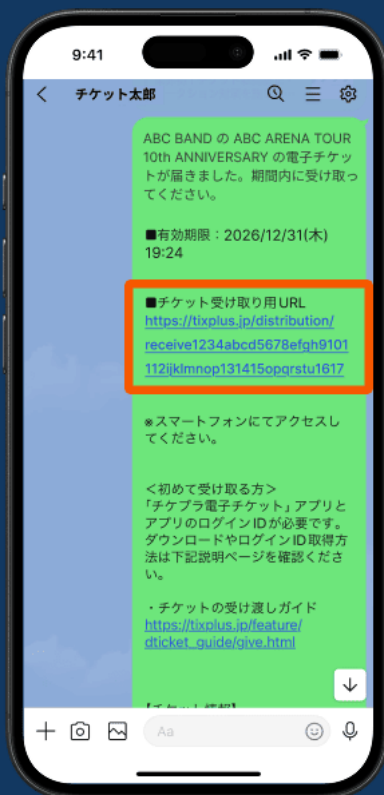 9:41
チケット太郎
ABC BAND の ABC ARENA TOUR
10th ANNIVERSARY の電子チケッ
トが届きました。期間内に受け取っ
てください。
■有効期限：2026/12/31(木)
19:24
■チケット受け取り用URL
https://tixplus.jp/distribution/
receive1234abcd5678efgh9101
112ijklmnop131415opqrstu1617
※スマートフォンにてアクセスし
てください。
＜初めて受け取る方＞
「チケプラ電子チケット」アプリと
アプリのログインIDが必要です。
ダウンロードやログインID取得方
法は下記説明ページを確認くださ
い。
・チケットの受け渡しガイド
https://tixplus.jp/feature/
dticket_guide/give.html
Aa